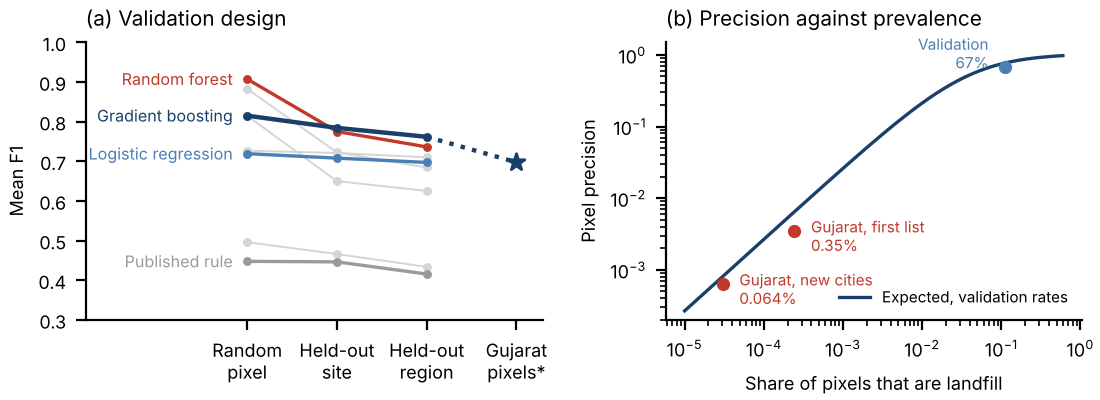 (a) Validation design
1.0
0.9
0.8
0.7
0.6
0.5
0.4
0.3
Mean F1
Random forest
Gradient boosting
Logistic regression
Published rule
Random
pixel
Held-out
site
Held-out
region
Gujarat
pixels*
(b) Precision against prevalence
10⁰
10⁻¹
10⁻²
10⁻³
Pixel precision
Validation
67%
Gujarat, first list
0.35%
Gujarat, new cities
0.064%
Expected, validation rates
10⁻⁵
10⁻⁴
10⁻³
10⁻²
10⁻¹
10⁰
Share of pixels that are landfill